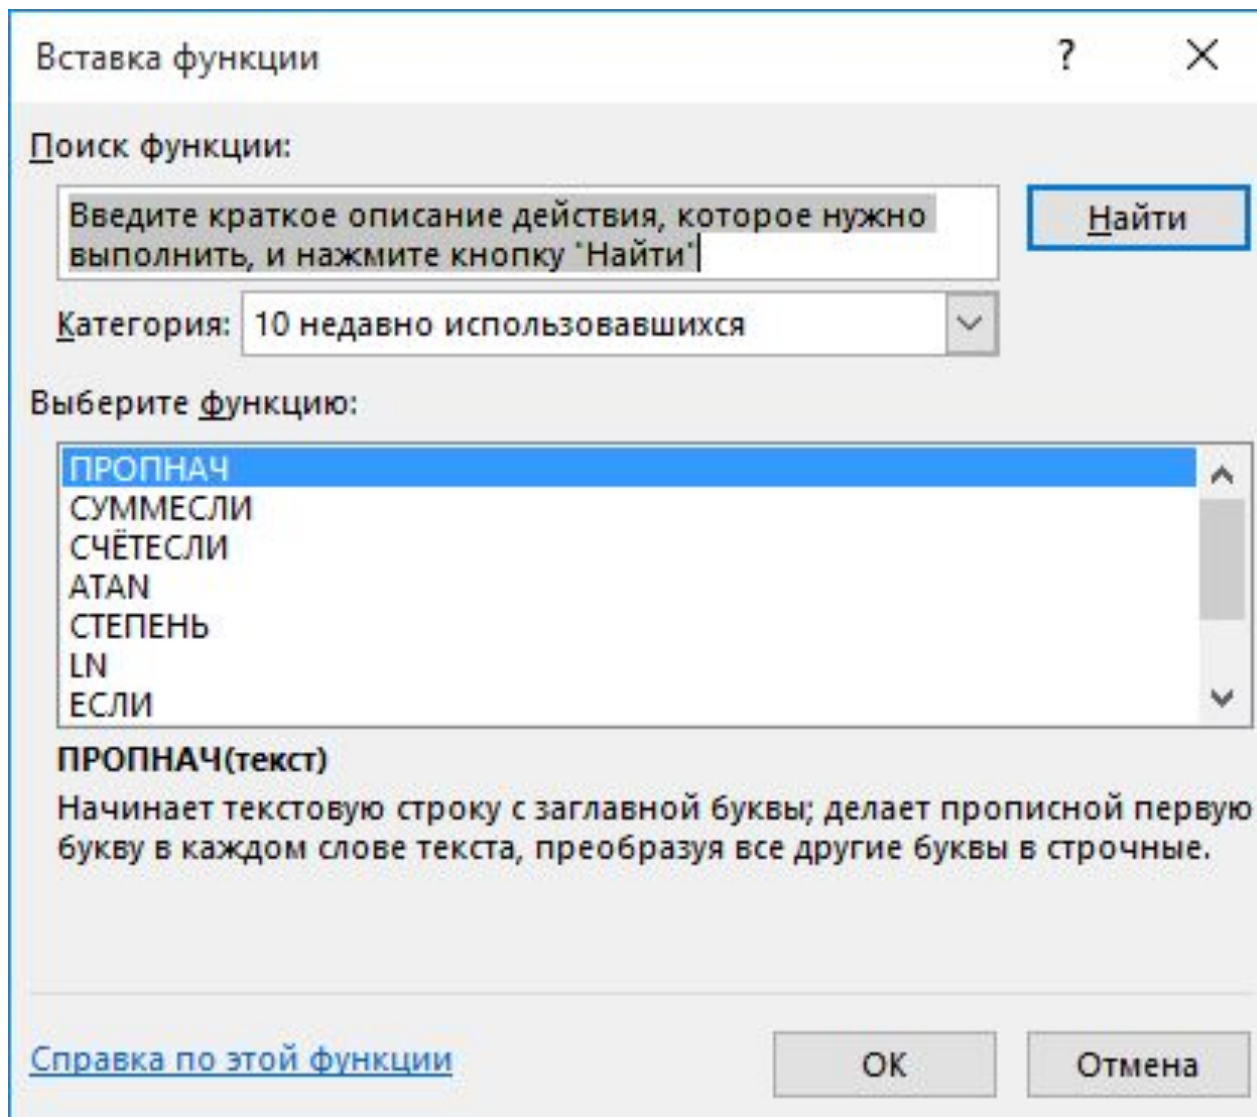 Вставка функции ?
Поиск функции:
Введите краткое описание действия, которое нужно
выполнить, и нажмите кнопку "Найти"
Найти
Категория: 10 недавно использовавшихся
Выберите функцию:
ПРОПНАЧ
СУММЕСЛИ
СЧЁТЕСЛИ
ATAN
СТЕПЕНЬ
LN
ЕСЛИ
ПРОПНАЧ(текст)
Начинает текстовую строку с заглавной буквы; делает прописной первую
букву в каждом слове текста, преобразуя все другие буквы в строчные.
Справка по этой функции
ОК
Отмена